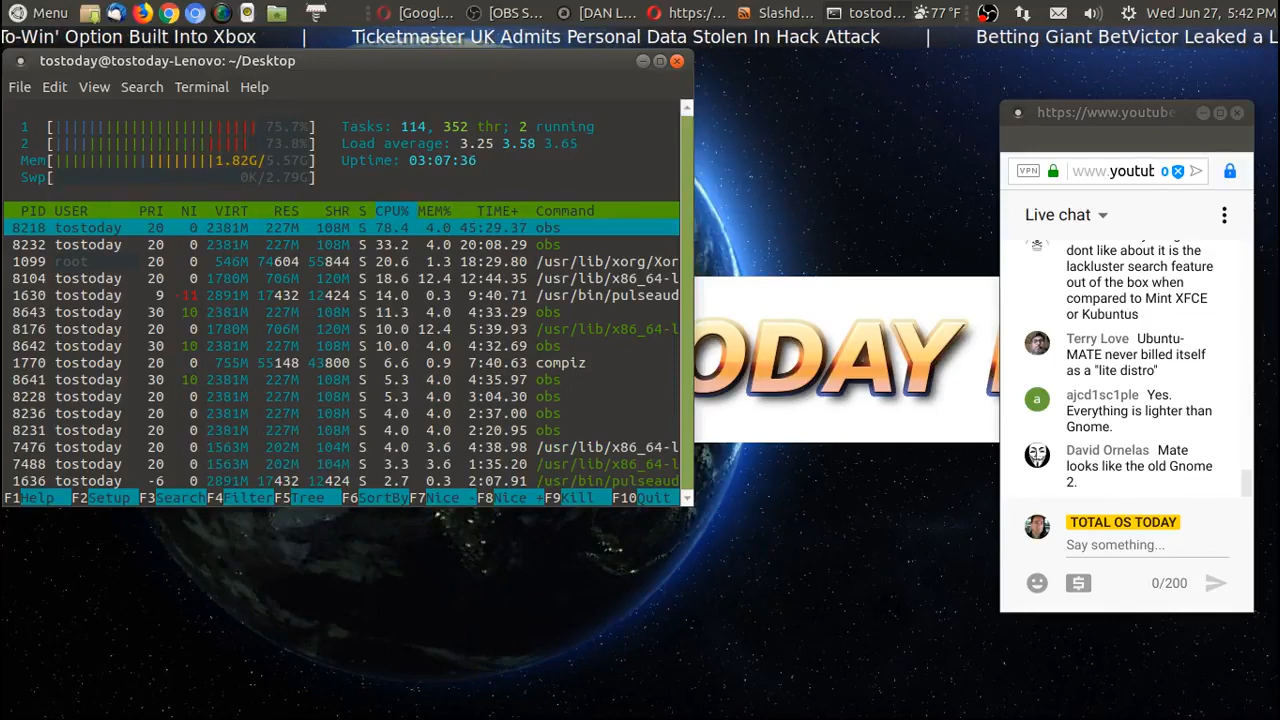 Menu [Googl... [OBS S... [DAN L... https:/... Slashd... tostod... 77 °F Wed Jun 27, 5:42 PM
To-Win' Option Built Into Xbox | Ticketmaster UK Admits Personal Data Stolen In Hack Attack | Betting Giant BetVictor Leaked a L
tostoday@tostoday-Lenovo: ~/Desktop
File Edit View Search Terminal Help
1 [|||||||||||||||||||||||||| 75.7%] Tasks: 114, 352 thr; 2 running
2 [||||||||||||||||||||||||| 73.8%] Load average: 3.25 3.58 3.65
Mem[|||||||||||||||||||||1.82G/5.57G] Uptime: 03:07:36
Swp[ 0K/2.79G]
PID USER PRI NI VIRT RES SHR S CPU% MEM% TIME+ Command
8218 tostoday 20 0 2381M 227M 108M S 78.4 4.0 45:29.37 obs
8232 tostoday 20 0 2381M 227M 108M S 33.2 4.0 20:08.29 obs
1099 root 20 0 546M 74604 55844 S 20.6 1.3 18:29.80 /usr/lib/xorg/Xor
8104 tostoday 20 0 1780M 706M 120M S 18.6 12.4 12:44.35 /usr/lib/x86_64-l
1630 tostoday 9 -11 2891M 17432 12424 S 14.0 0.3 9:40.71 /usr/bin/pulseaud
8643 tostoday 30 10 2381M 227M 108M S 11.3 4.0 4:33.29 obs
8176 tostoday 20 0 1780M 706M 120M S 10.0 12.4 5:39.93 /usr/lib/x86_64-l
8642 tostoday 30 10 2381M 227M 108M S 10.0 4.0 4:32.69 obs
1770 tostoday 20 0 755M 55148 43800 S 6.6 0.9 7:40.63 compiz
8641 tostoday 30 10 2381M 227M 108M S 5.3 4.0 4:35.97 obs
8228 tostoday 20 0 2381M 227M 108M S 5.3 4.0 3:04.30 obs
8236 tostoday 20 0 2381M 227M 108M S 4.0 4.0 2:37.00 obs
8231 tostoday 20 0 2381M 227M 108M S 4.0 4.0 2:20.95 obs
7476 tostoday 20 0 1563M 202M 104M S 4.0 3.6 4:38.98 /usr/lib/x86_64-l
7488 tostoday 20 0 1563M 202M 104M S 3.3 3.6 1:35.20 /usr/lib/x86_64-l
1636 tostoday -6 0 2891M 17432 12424 S 2.7 0.3 2:07.91 /usr/bin/pulseaud
F1Help F2Setup F3Search F4Filter F5Tree F6SortBy F7Nice - F8Nice + F9Kill F10Quit
ODAY
https://www.youtube
VPN www.youtub 0
Live chat
dont like about it is the
lackluster search feature
out of the box when
compared to Mint XFCE
or Kubuntus
Terry Love Ubuntu-
MATE never billed itself
as a "lite distro"
ajcd1sc1ple Yes.
Everything is lighter than
Gnome.
David Ornelas Mate
looks like the old Gnome
2.
TOTAL OS TODAY
Say something...
0/200